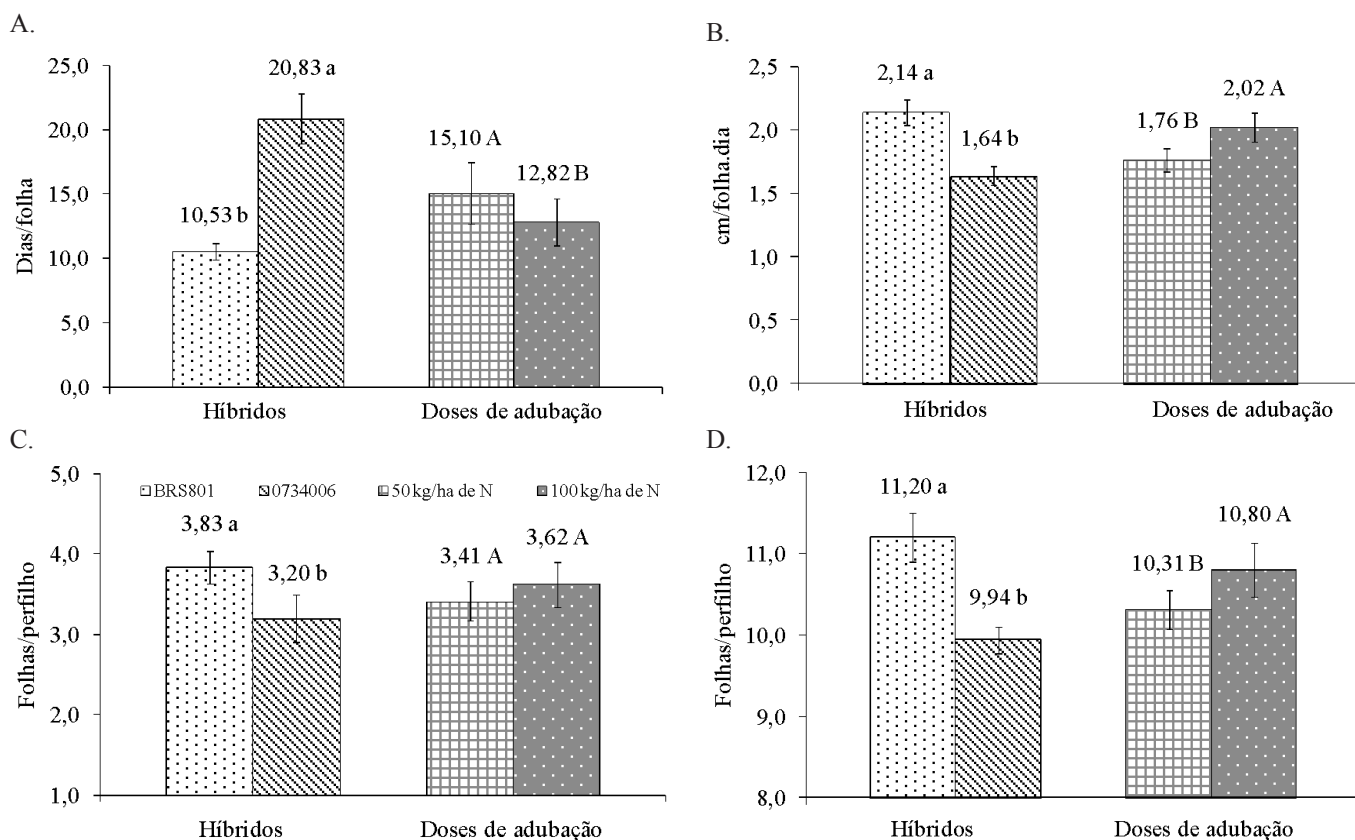 A.
Dias/folha
25,0
20,0
15,0
10,0
5,0
0,0
10,53 b
20,83 a
15,10 A
12,82 B
Híbridos
Doses de adubação
B.
cm/folha.dia
2,5
2,0
1,5
1,0
0,5
0,0
2,14 a
1,64 b
1,76 B
2,02 A
Híbridos
Doses de adubação
C.
Folhas/perfilho
5,0
4,0
3,0
2,0
1,0
BRS801
0734006
50 kg/ha de N
100 kg/ha de N
3,83 a
3,20 b
3,41 A
3,62 A
Híbridos
Doses de adubação
D.
Folhas/perfilho
12,0
11,0
10,0
9,0
8,0
11,20 a
9,94 b
10,31 B
10,80 A
Híbridos
Doses de adubação